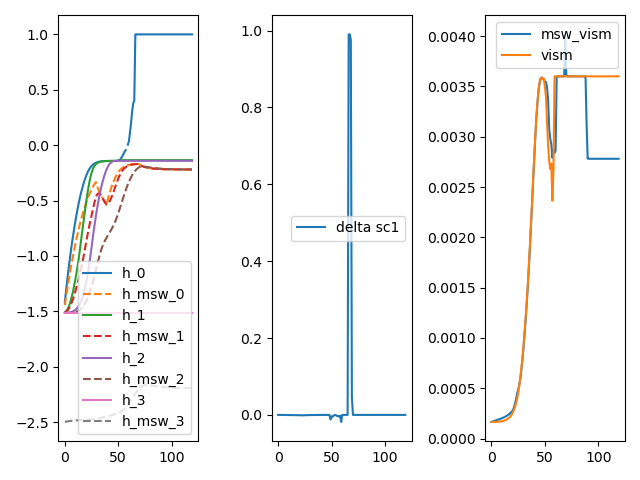 1.0
0.5
0.0
−0.5
−1.0
−1.5
−2.0
−2.5
0
50
100
h_0
h_msw_0
h_1
h_msw_1
h_2
h_msw_2
h_3
h_msw_3
1.0
0.8
0.6
0.4
0.2
0.0
0
50
100
delta sc1
0.0040
0.0035
0.0030
0.0025
0.0020
0.0015
0.0010
0.0005
0.0000
0
50
100
msw_vism
vism